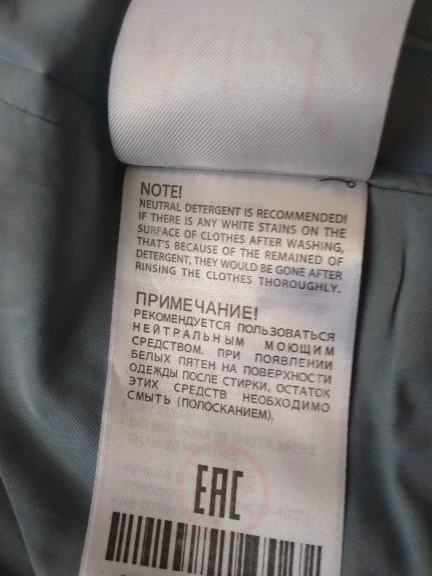 NOTE!
NEUTRAL DETERGENT IS RECOMMENDED!
IF THERE IS ANY WHITE STAINS ON THE
SURFACE OF CLOTHES AFTER WASHING,
THAT'S BECAUSE OF THE REMAINED OF
DETERGENT, THEY WOULD BE GONE AFTER
RINSING THE CLOTHES THOROUGHLY.
ПРИМЕЧАНИЕ!
РЕКОМЕНДУЕТСЯ ПОЛЬЗОВАТЬСЯ
НЕЙТРАЛЬНЫМ МОЮЩИМ
СРЕДСТВОМ. ПРИ ПОЯВЛЕНИИ
БЕЛЫХ ПЯТЕН НА ПОВЕРХНОСТИ
ОДЕЖДЫ ПОСЛЕ СТИРКИ, ОСТАТОК
ЭТИХ СРЕДСТВ НЕОБХОДИМО
СМЫТЬ (ПОЛОСКАНИЕМ).
EAC